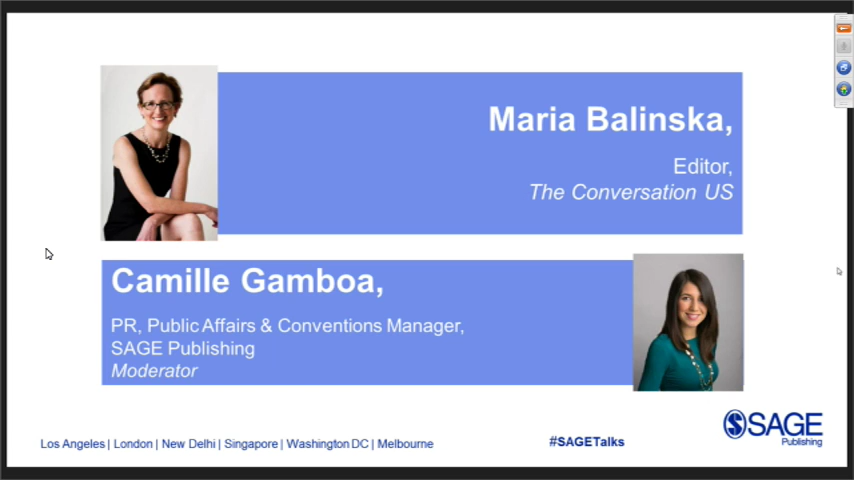 Maria Balinska,
Editor,
The Conversation US
Camille Gamboa,
PR, Public Affairs & Conventions Manager,
SAGE Publishing
Moderator
Los Angeles | London | New Delhi | Singapore | Washington DC | Melbourne
#SAGETalks
SAGE
Publishing